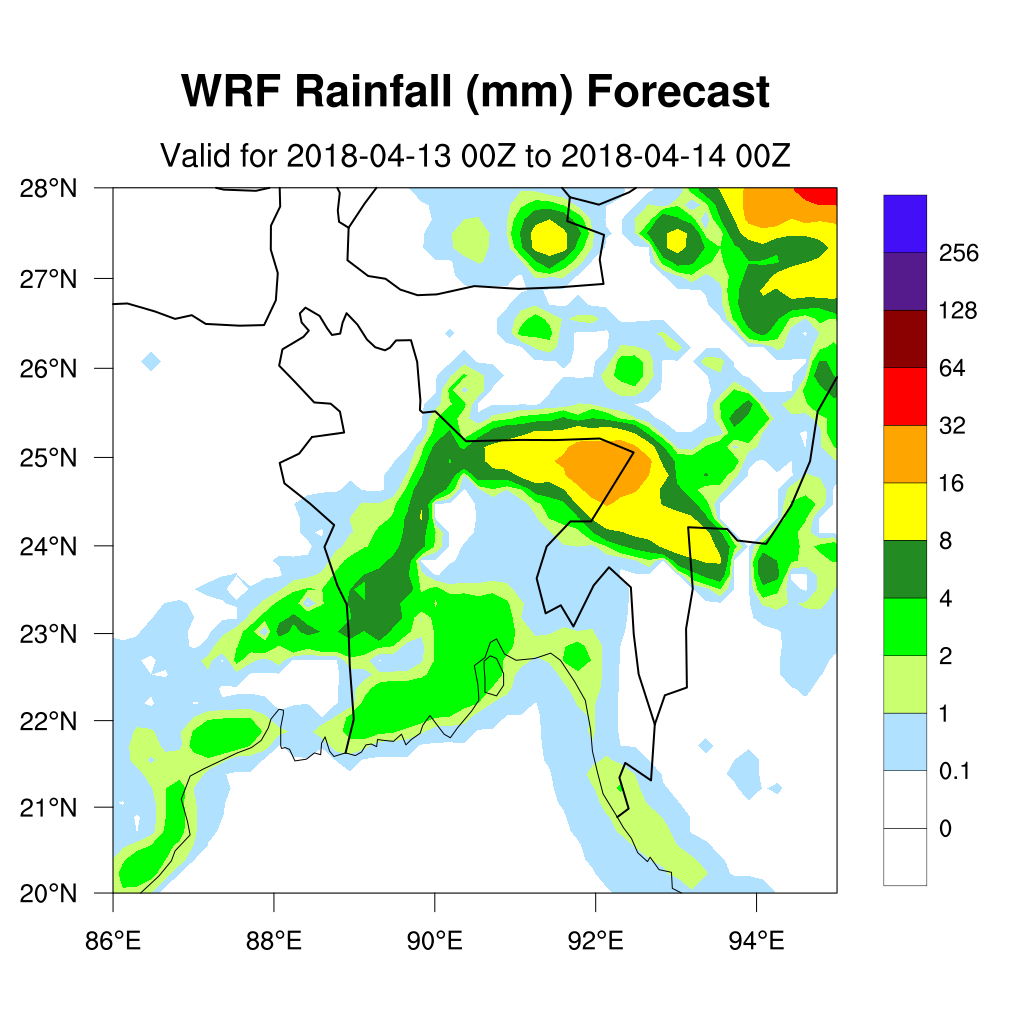 WRF Rainfall (mm) Forecast
Valid for 2018-04-13 00Z to 2018-04-14 00Z
28°N
27°N
26°N
25°N
24°N
23°N
22°N
21°N
20°N
86°E 88°E 90°E 92°E 94°E
256
128
64
32
16
8
4
2
1
0.1
0